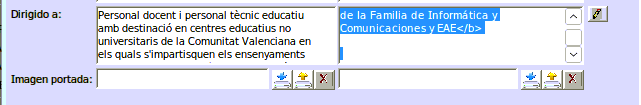 Dirigido a:
Personal docent i personal tècnic educatiu
amb destinació en centres educatius no
universitaris de la Comunitat Valenciana en
els quals s'impartisquen els ensenyaments
de la Familia de Informática y
Comunicaciones y EAE</b>
Imagen portada: